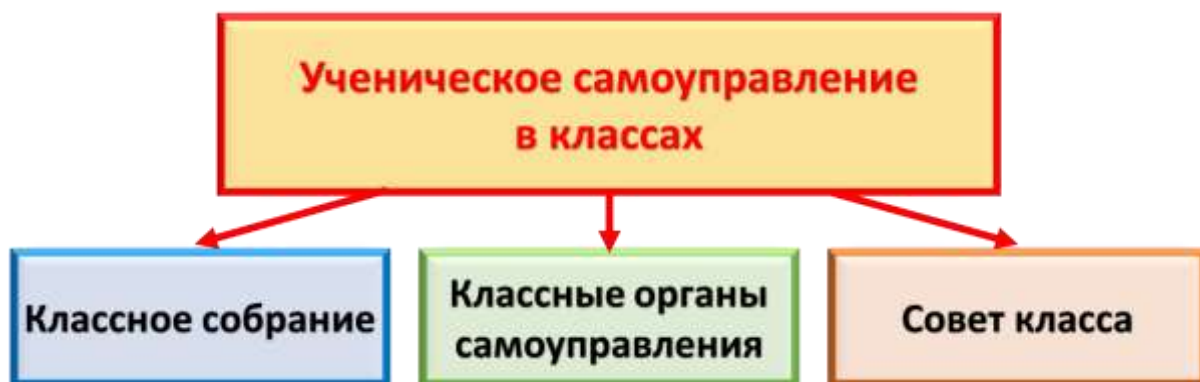 Ученическое самоуправление
в классах
Классное собрание
Классные органы
самоуправления
Совет класса